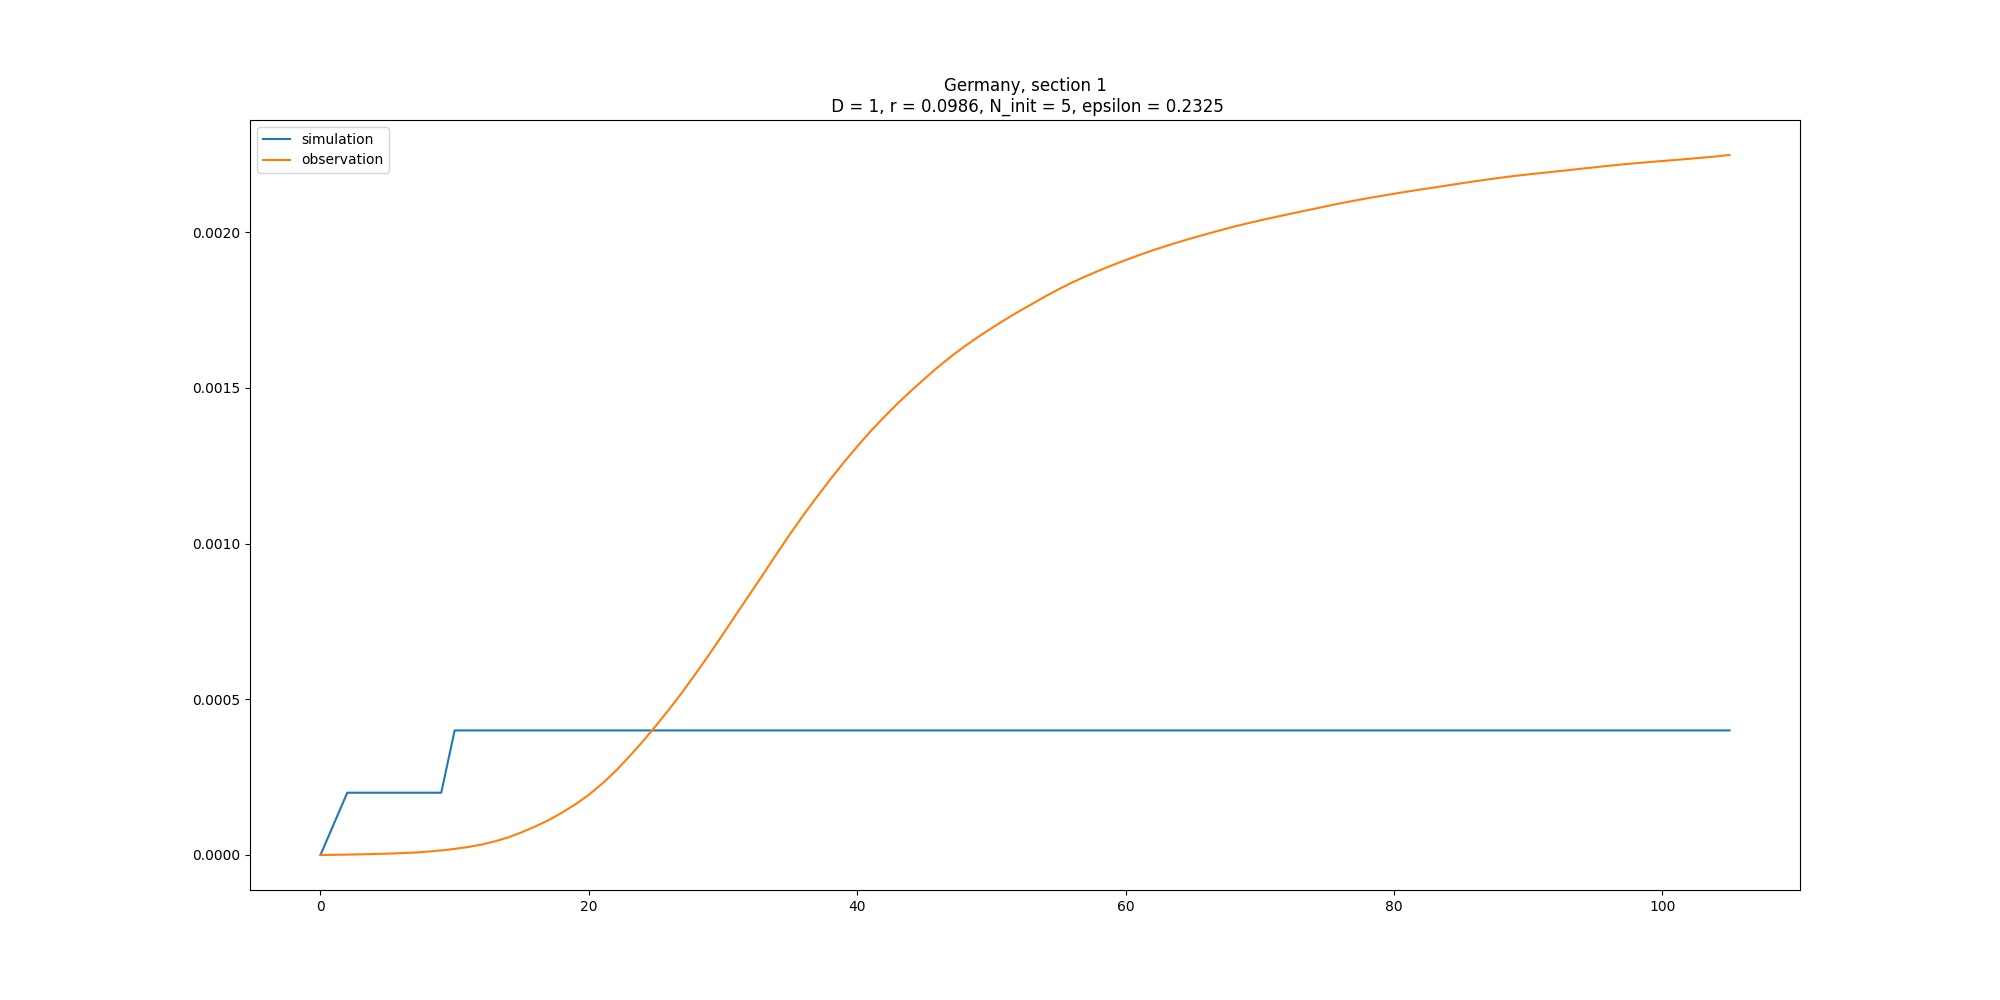 Germany, section 1
D = 1, r = 0.0986, N_init = 5, epsilon = 0.2325
simulation
observation
0.0020
0.0015
0.0010
0.0005
0.0000
0 20 40 60 80 100